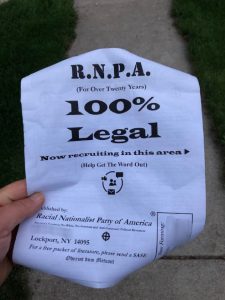 R.N.P.A.
(For Over Twenty Years)
100%
Legal
Now recruiting in this area
(Help Get The Word Out)
Published by:
Racial Nationalist Party of America
®
Lockport, NY 14095
For a free packet of literature, please send a SASE